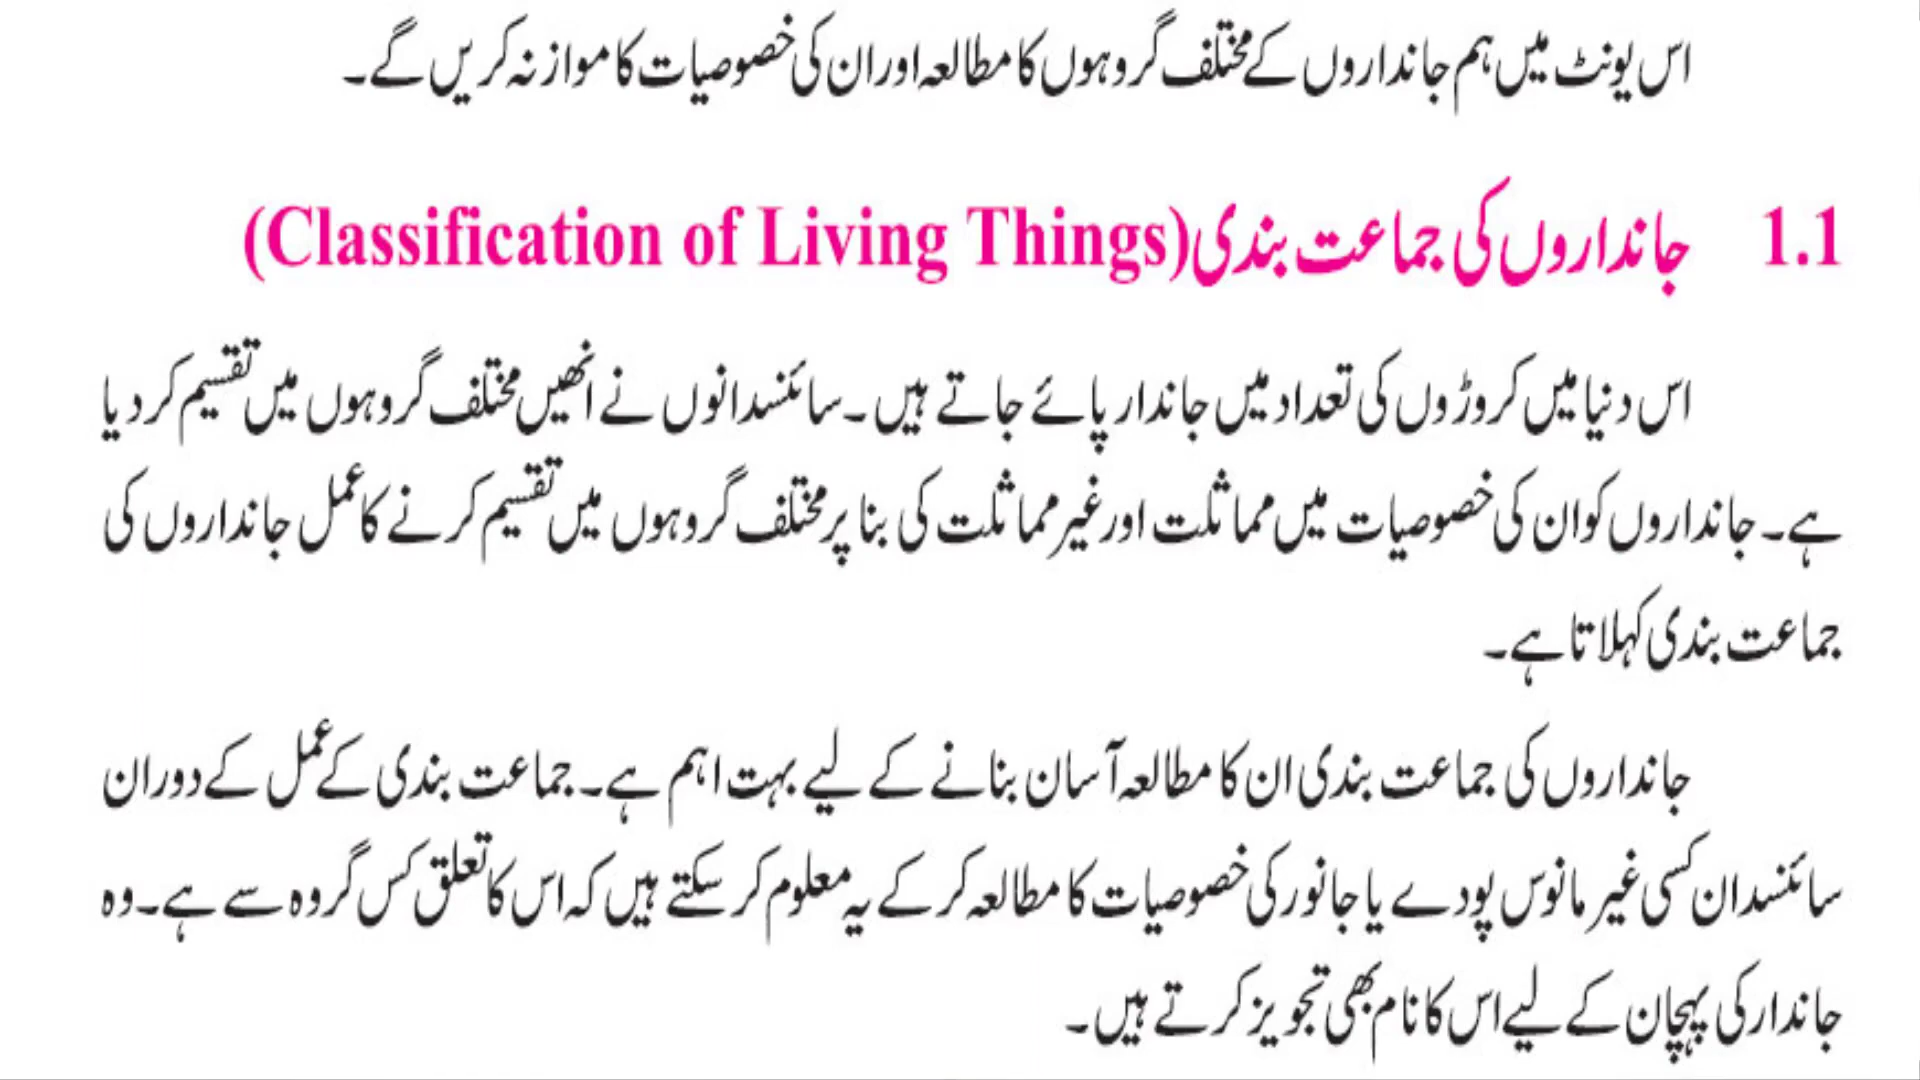 اس یونٹ میں ہم جانداروں کے مختلف گروہوں کا مطالعہ اور ان کی خصوصیات کا موازنہ کریں گے۔
1.1 جانداروں کی جماعت بندی (Classification of Living Things)
اس دنیا میں کروڑوں کی تعداد میں جاندار پائے جاتے ہیں۔ سائنسدانوں نے انھیں مختلف گروہوں میں تقسیم کر دیا
ہے۔ جانداروں کو ان کی خصوصیات میں مماثلت اور غیر مماثلت کی بنا پر مختلف گروہوں میں تقسیم کرنے کا عمل جانداروں کی
جماعت بندی کہلاتا ہے۔
جانداروں کی جماعت بندی ان کا مطالعہ آسان بنانے کے لیے بہت اہم ہے۔ جماعت بندی کے عمل کے دوران
سائنسدان کسی غیر مانوس پودے یا جانور کی خصوصیات کا مطالعہ کر کے یہ معلوم کر سکتے ہیں کہ اس کا تعلق کس گروہ سے ہے۔ وہ
جاندار کی پہچان کے لیے اس کا نام بھی تجویز کرتے ہیں۔